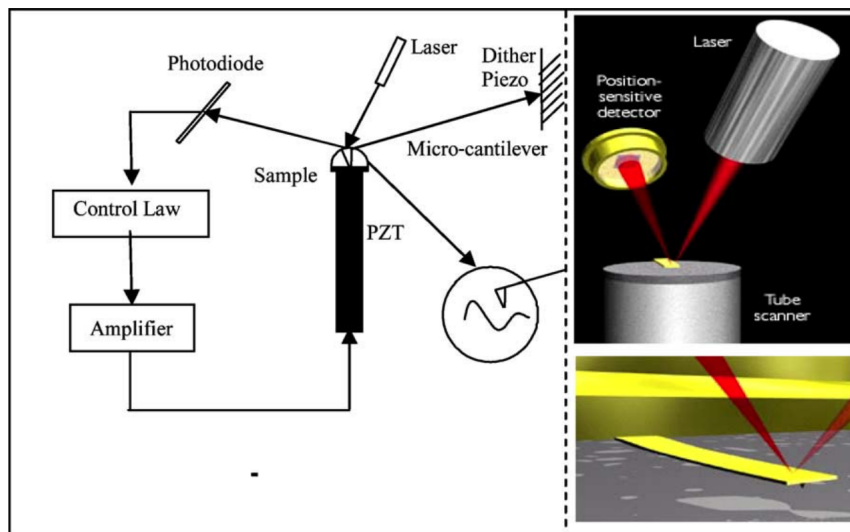 Photodiode
Laser
Dither
Piezo
Micro-cantilever
Sample
Control Law
PZT
Amplifier
-
Laser
Position-
sensitive
detector
Tube
scanner